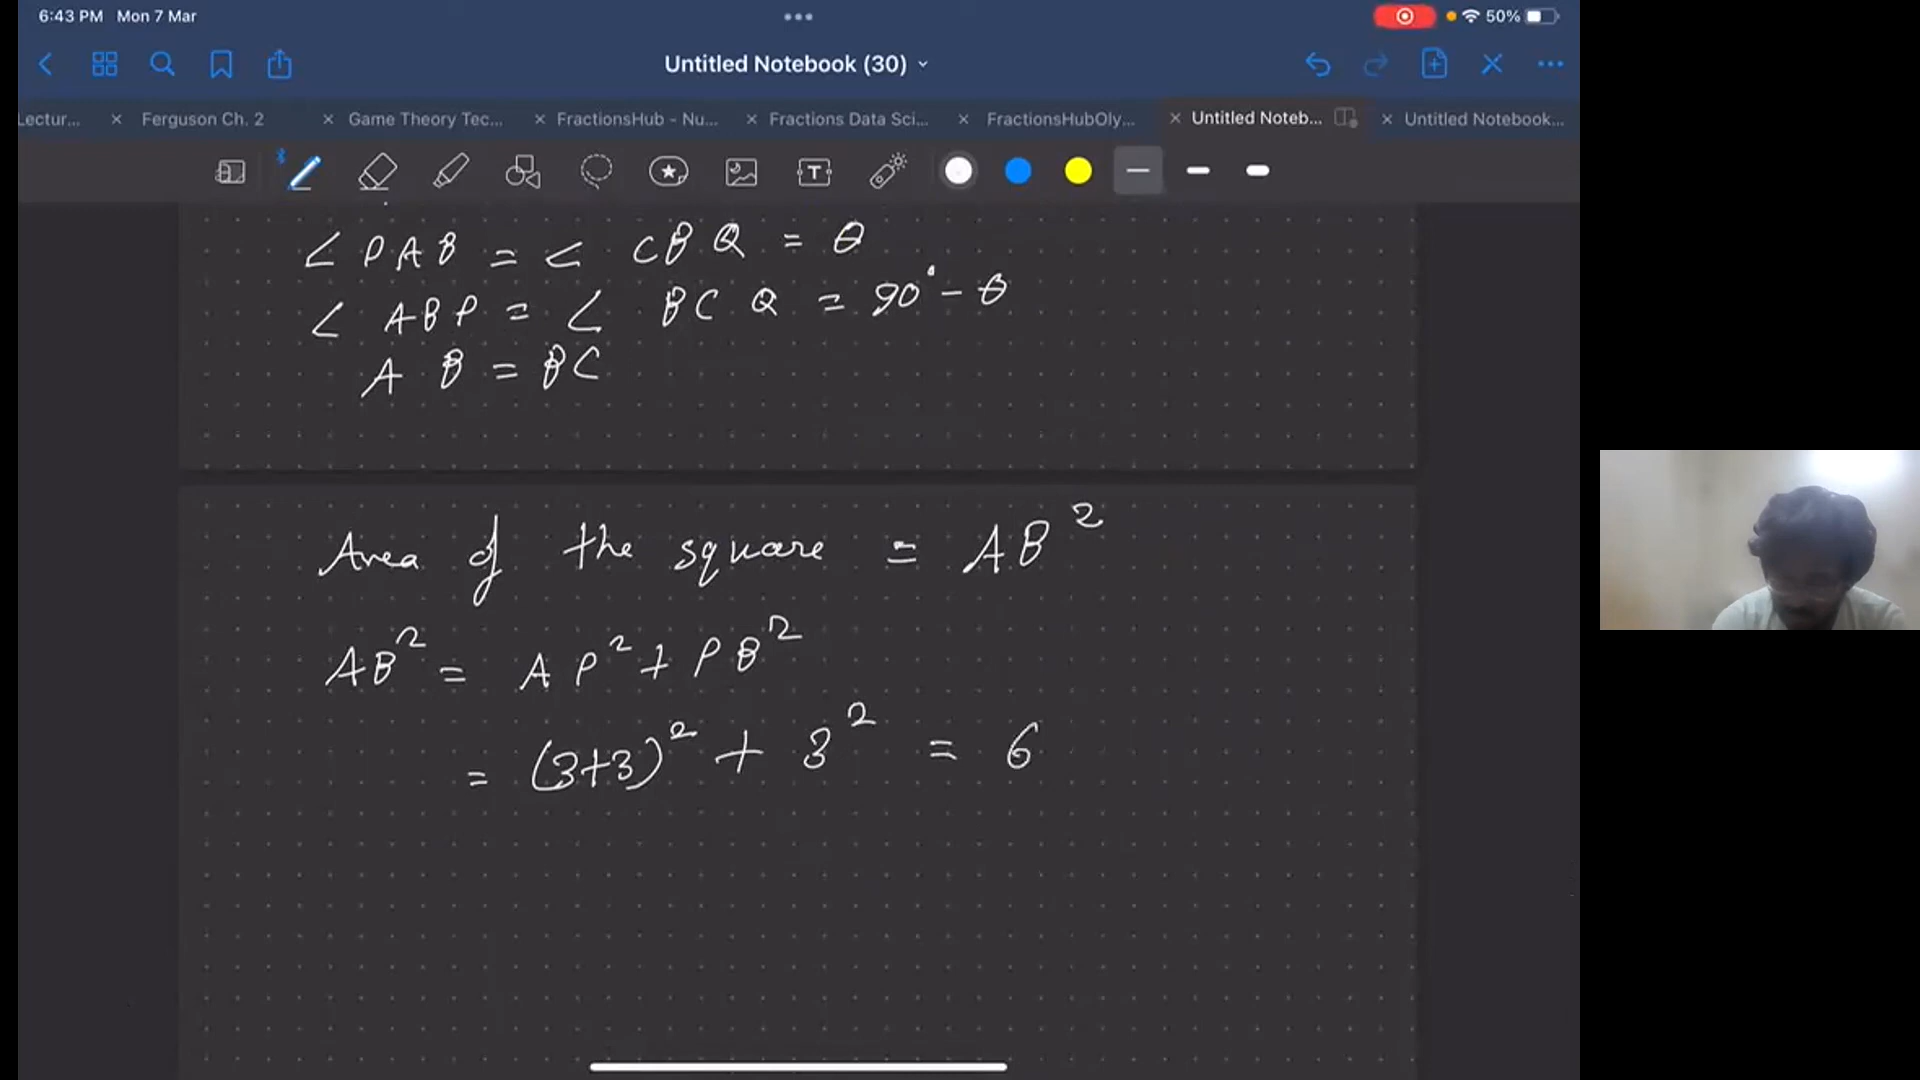 6:43 PM Mon 7 Mar
50%
Untitled Notebook (30)
Lectur...
Ferguson Ch. 2
Game Theory Tec...
FractionsHub - Nu...
Fractions Data Sci...
FractionsHubOly...
Untitled Noteb...
Untitled Notebook...
∠ PAB = ∠ CBQ = θ
∠ ABP = ∠ BCQ = 90° - θ
AB = BC
Area of the square = AB²
AB² = AP² + PB²
= (3+3)² + 3² = 6